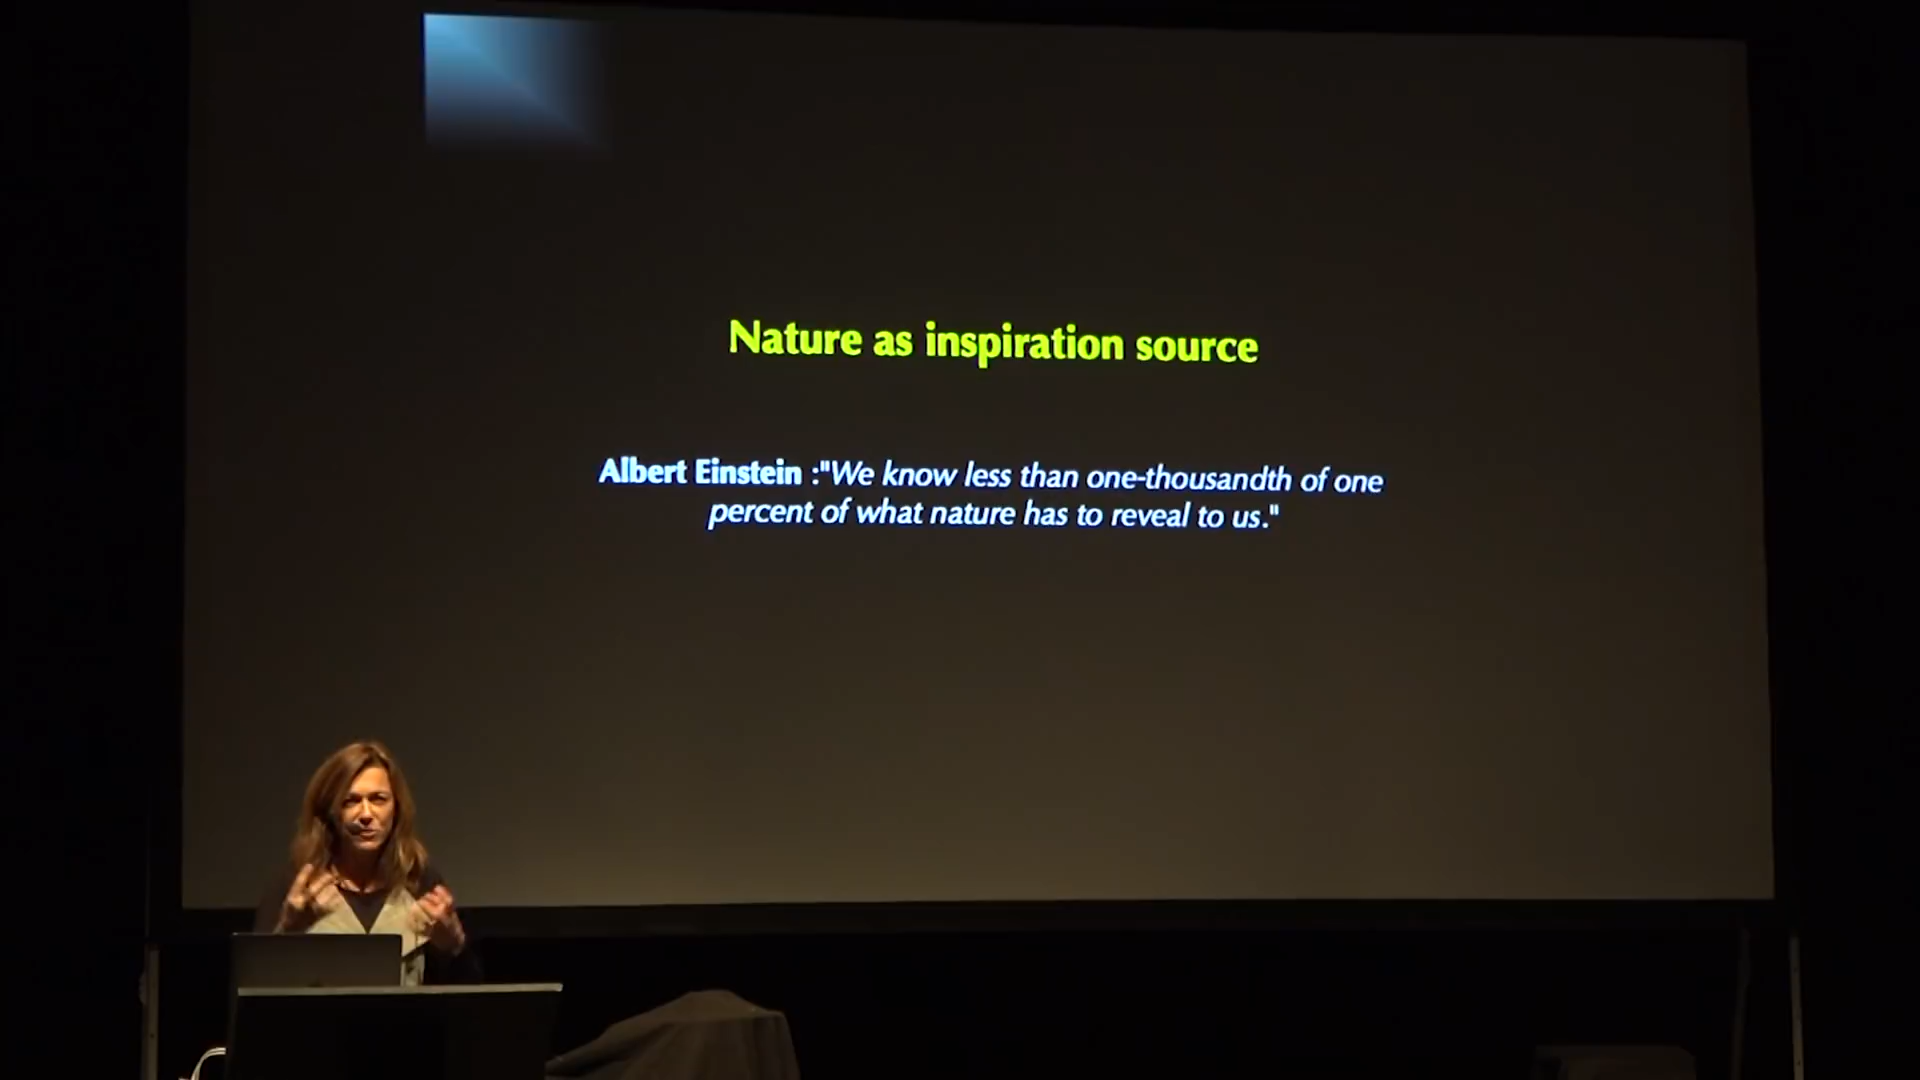 Nature as inspiration source
Albert Einstein :"We know less than one-thousandth of one
percent of what nature has to reveal to us."